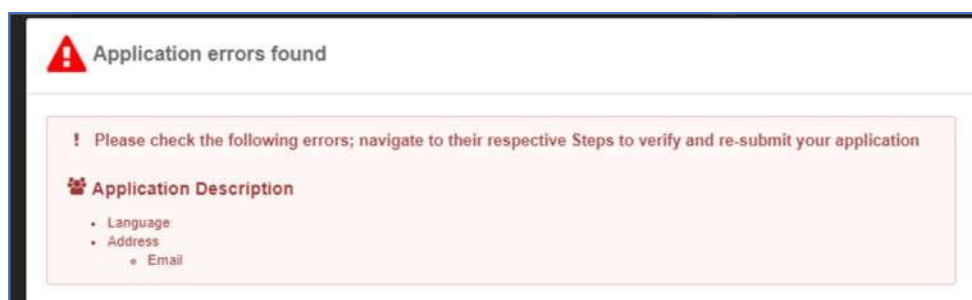 Application errors found
! Please check the following errors; navigate to their respective Steps to verify and re-submit your application
Application Description
• Language
• Address
◦ Email